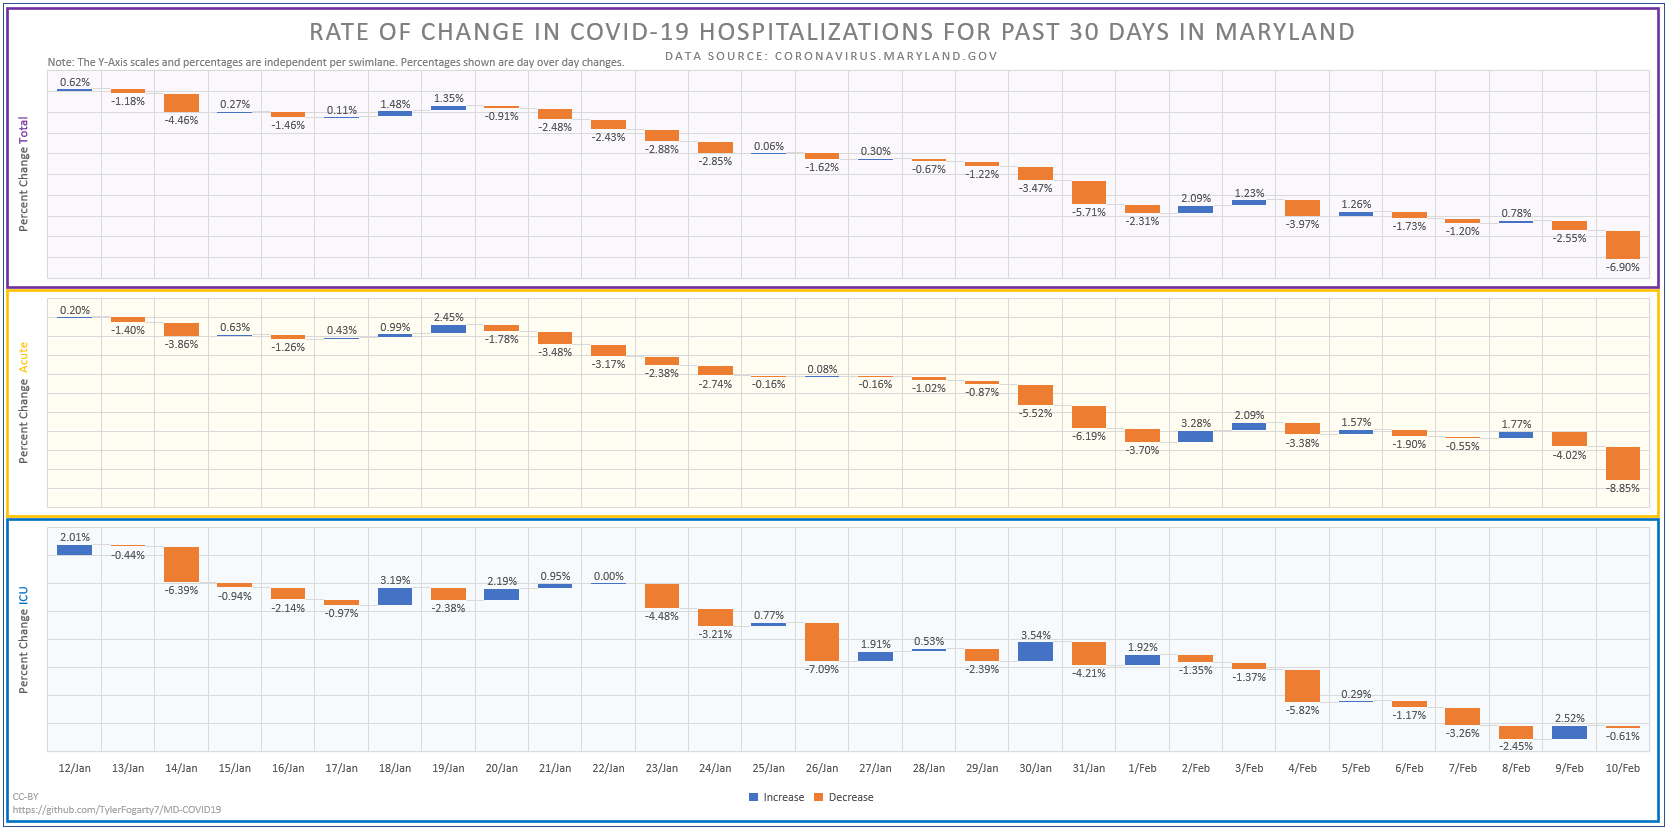 RATE OF CHANGE IN COVID-19 HOSPITALIZATIONS FOR PAST 30 DAYS IN MARYLAND
DATA SOURCE: CORONAVIRUS.MARYLAND.GOV
Note: The Y-Axis scales and percentages are independent per swimlane. Percentages shown are day over day changes.
Percent Change Total
0.62% -1.18% -4.46% 0.27% -1.46% 0.11% 1.48% 1.35% -0.91% -2.48% -2.43% -2.88% -2.85% 0.06% -1.62% 0.30% -0.67% -1.22% -3.47% -5.71% -2.31% 2.09% 1.23% -3.97% 1.26% -1.73% -1.20% 0.78% -2.55% -6.90%
Percent Change Acute
0.20% -1.40% -3.86% 0.63% -1.26% 0.43% 0.99% 2.45% -1.78% -3.48% -3.17% -2.38% -2.74% -0.16% 0.08% -0.16% -1.02% -0.87% -5.52% -6.19% -3.70% 3.28% 2.09% -3.38% 1.57% -1.90% -0.55% 1.77% -4.02% -8.85%
Percent Change ICU
2.01% -0.44% -6.39% -0.94% -2.14% -0.97% 3.19% -2.38% 2.19% 0.95% 0.00% -4.48% -3.21% 0.77% -7.09% 1.91% 0.53% -2.39% 3.54% -4.21% 1.92% -1.35% -1.37% -5.82% 0.29% -1.17% -3.26% -2.45% 2.52% -0.61%
12/Jan 13/Jan 14/Jan 15/Jan 16/Jan 17/Jan 18/Jan 19/Jan 20/Jan 21/Jan 22/Jan 23/Jan 24/Jan 25/Jan 26/Jan 27/Jan 28/Jan 29/Jan 30/Jan 31/Jan 1/Feb 2/Feb 3/Feb 4/Feb 5/Feb 6/Feb 7/Feb 8/Feb 9/Feb 10/Feb
Increase Decrease
CC-BY
https://github.com/TylerFogarty7/MD-COVID19